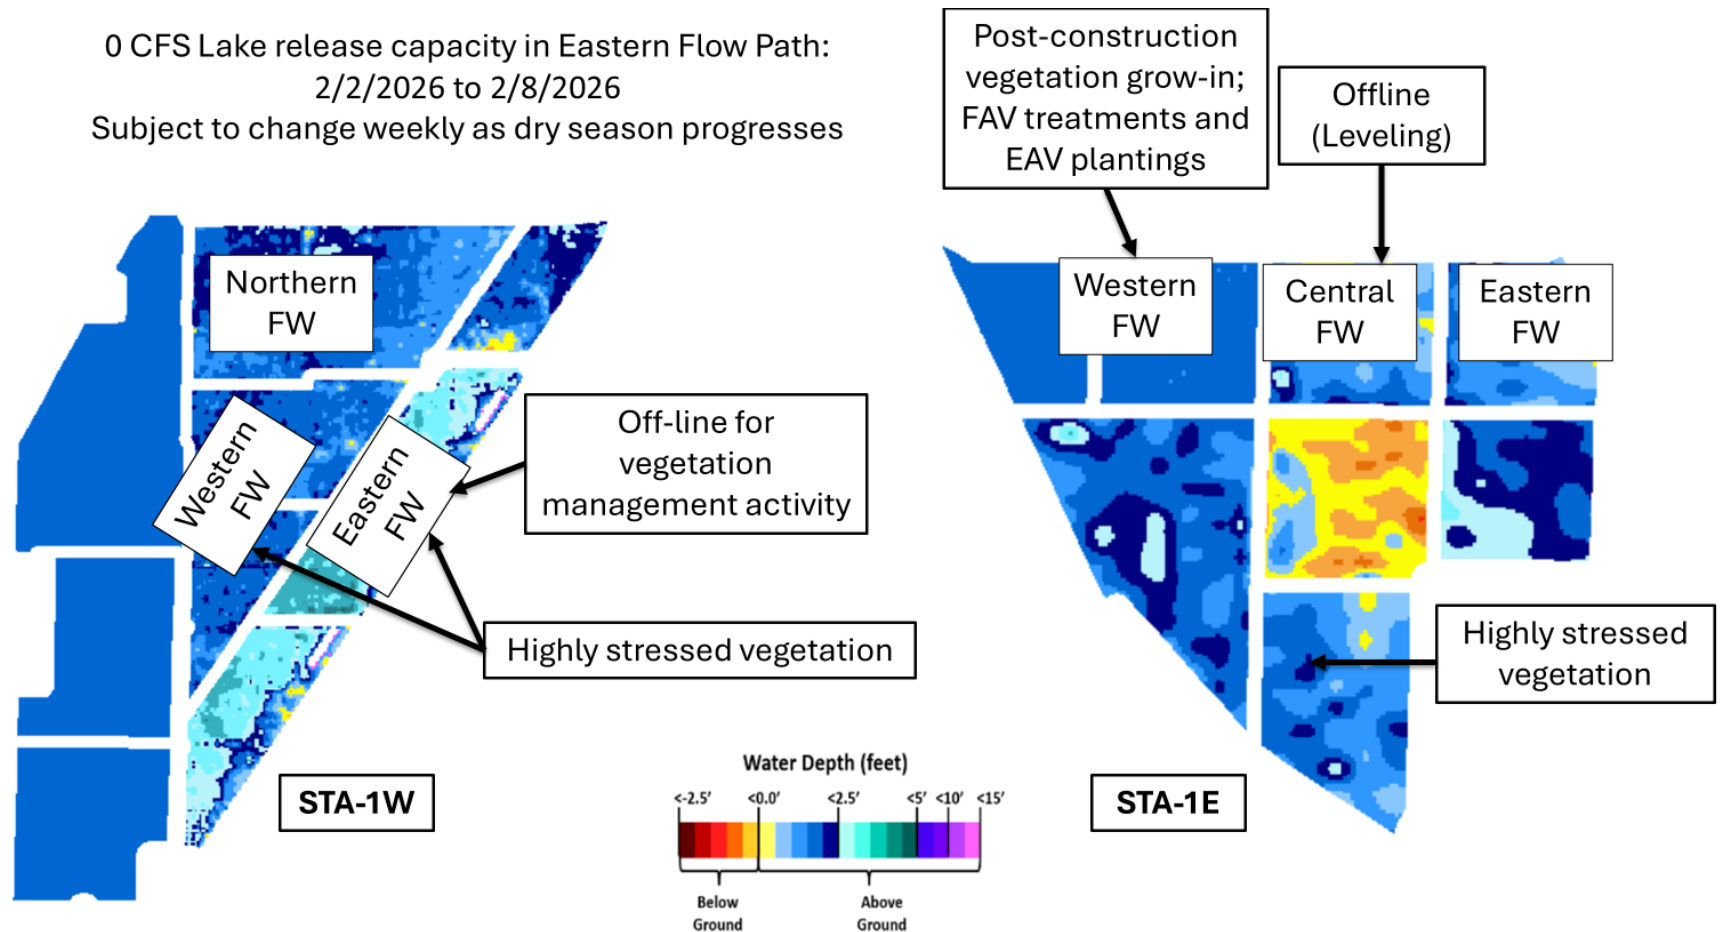 0 CFS Lake release capacity in Eastern Flow Path:
2/2/2026 to 2/8/2026
Subject to change weekly as dry season progresses
Post-construction
vegetation grow-in;
FAV treatments and
EAV plantings
Offline
(Leveling)
Northern
FW
Western
FW
Central
FW
Eastern
FW
Western
FW
Eastern
FW
Off-line for
vegetation
management activity
Highly stressed vegetation
Highly stressed
vegetation
STA-1W
STA-1E
Water Depth (feet)
<-2.5' <0.0' <2.5' <5' <10' <15'
Below
Ground
Above
Ground